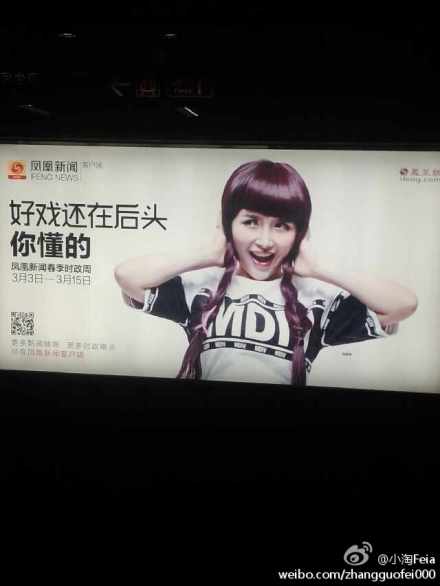 凤凰新闻 客户端
IFENG NEWS
凤凰网
ifeng.com
好戏还在后头
你懂的
凤凰新闻春季时政周
3月3日—3月15日
MDI
更多新闻精彩 更多时政爆点
尽在凤凰新闻客户端
@小淘Feia
weibo.com/zhangguofei000